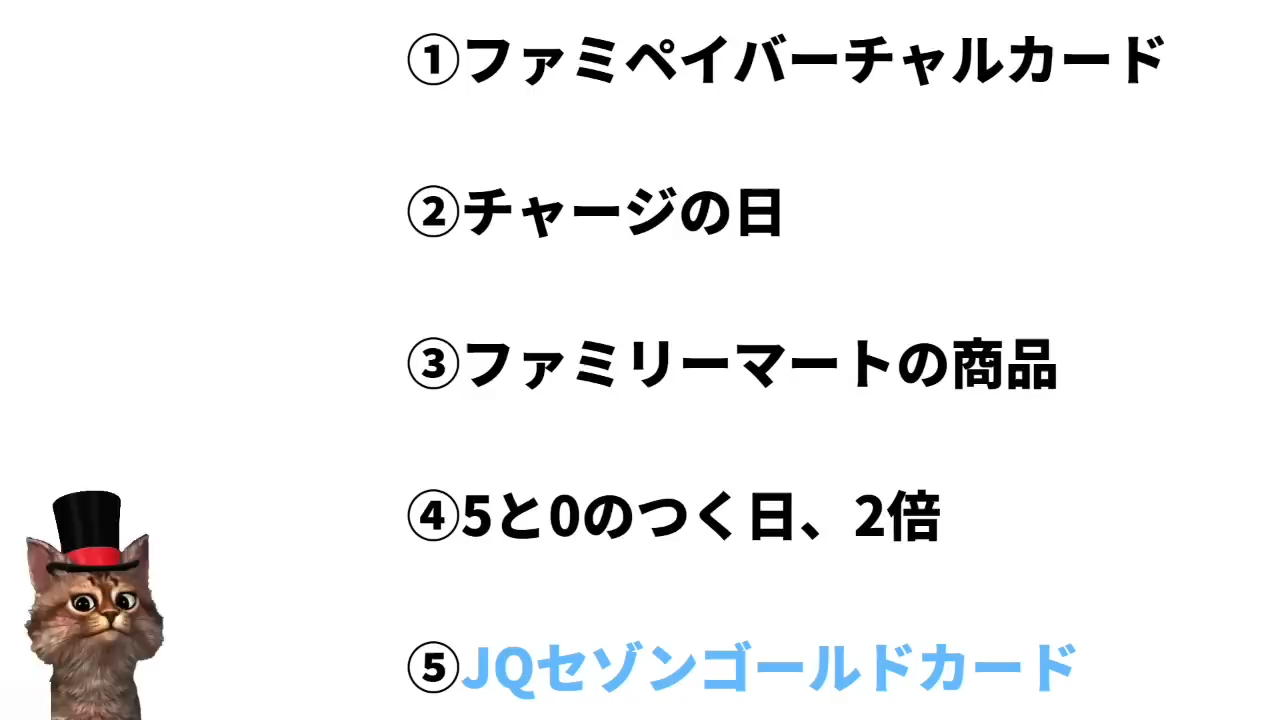 ①ファミペイバーチャルカード
②チャージの日
③ファミリーマートの商品
④5と0のつく日、2倍
⑤JQセゾンゴールドカード